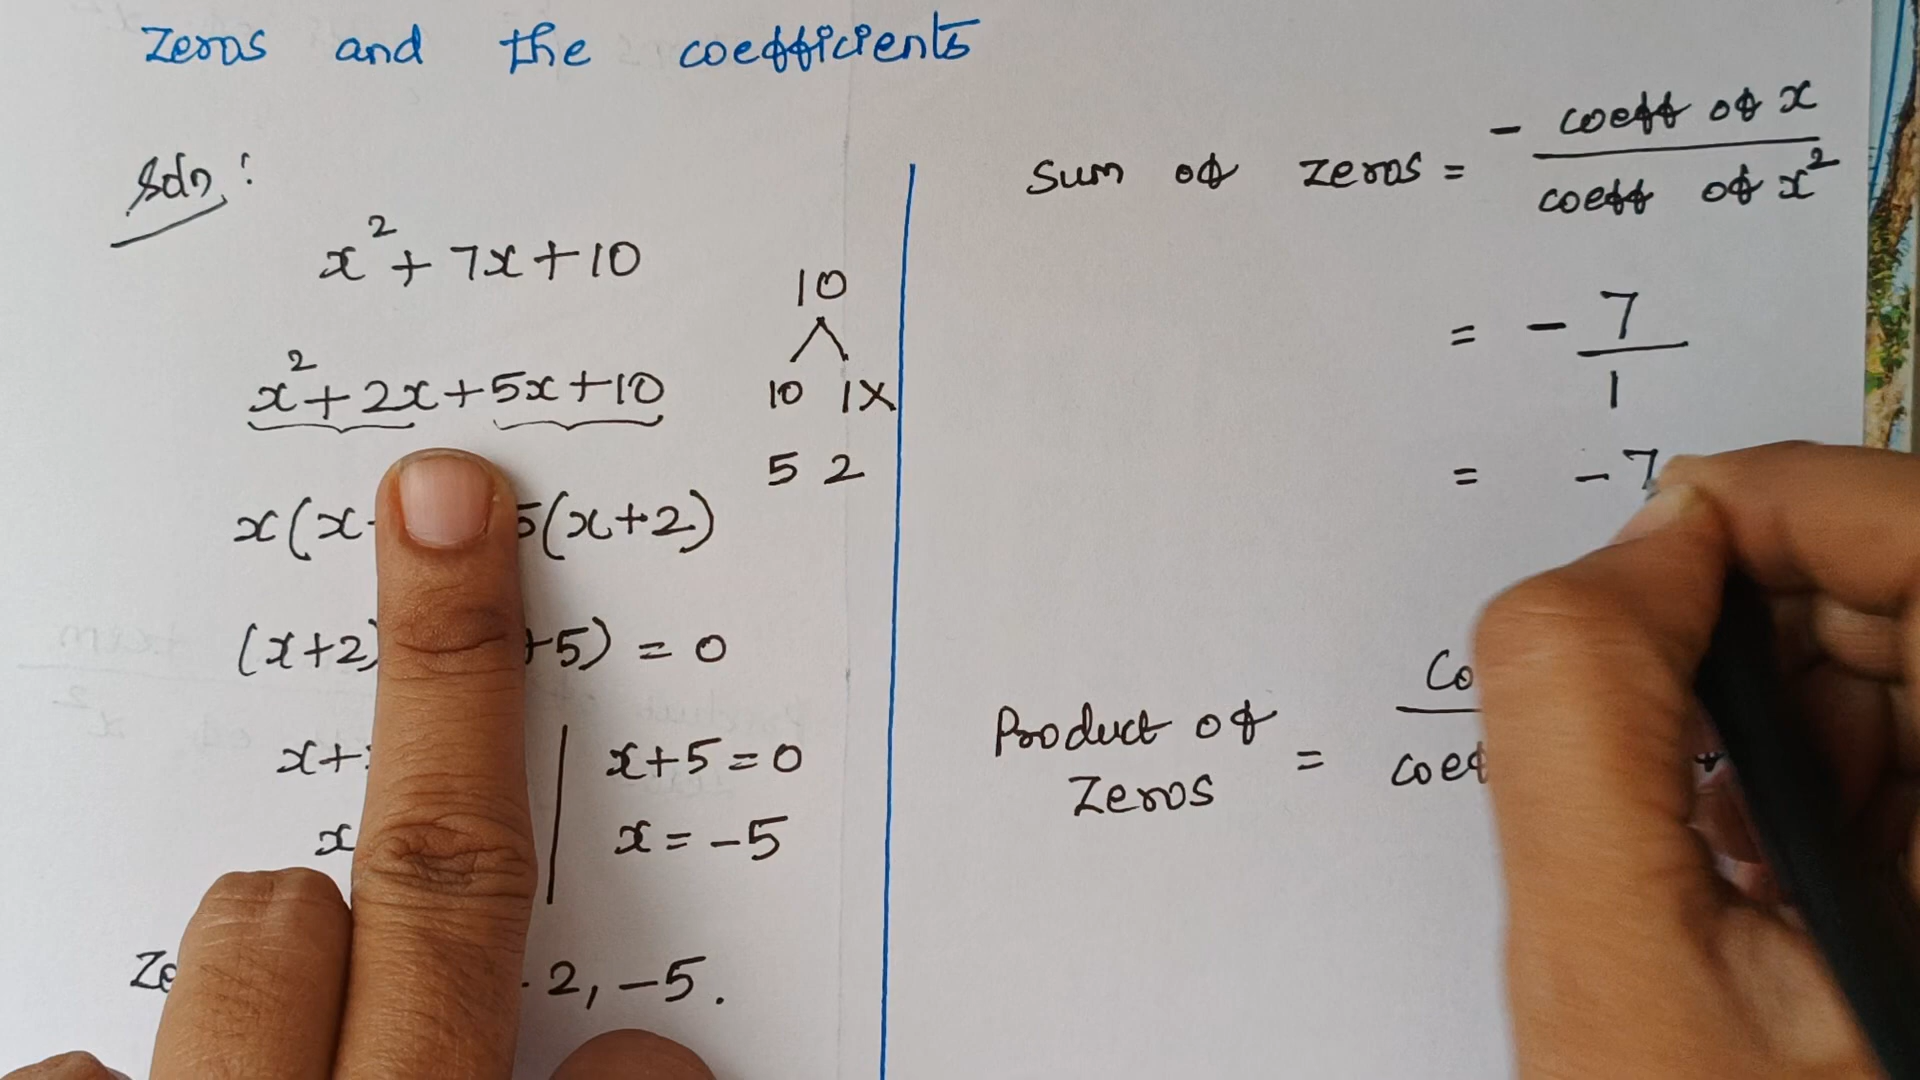 zeros and the coefficients
Soln:
x² + 7x + 10
x² + 2x + 5x + 10
x(x 5(x+2)
(x+2) +5) = 0
x+ | x+5 = 0
x | x = -5
2, -5.
10
10 1 X
5 2
Sum of zeros = - coeff of x / coeff of x²
= - 7 / 1
= - 7
Product of zeros =